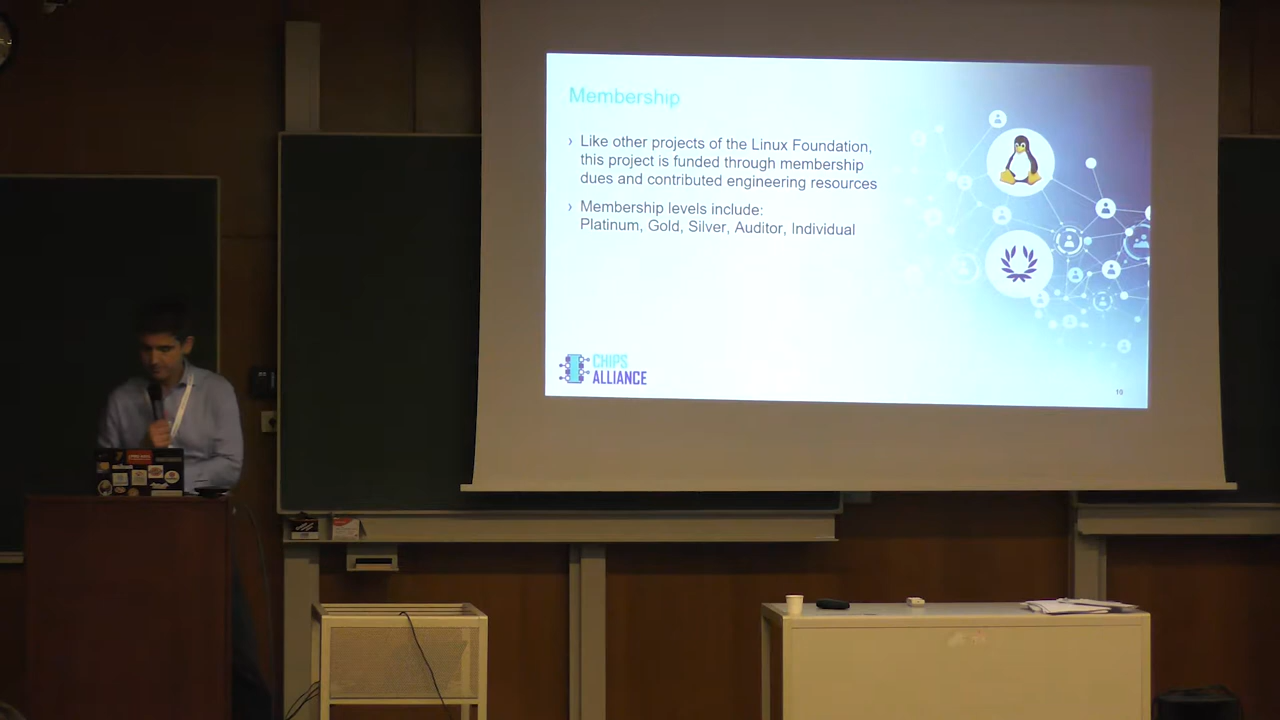 Membership
› Like other projects of the Linux Foundation,
this project is funded through membership
dues and contributed engineering resources
› Membership levels include:
Platinum, Gold, Silver, Auditor, Individual
CHIPS
ALLIANCE
10